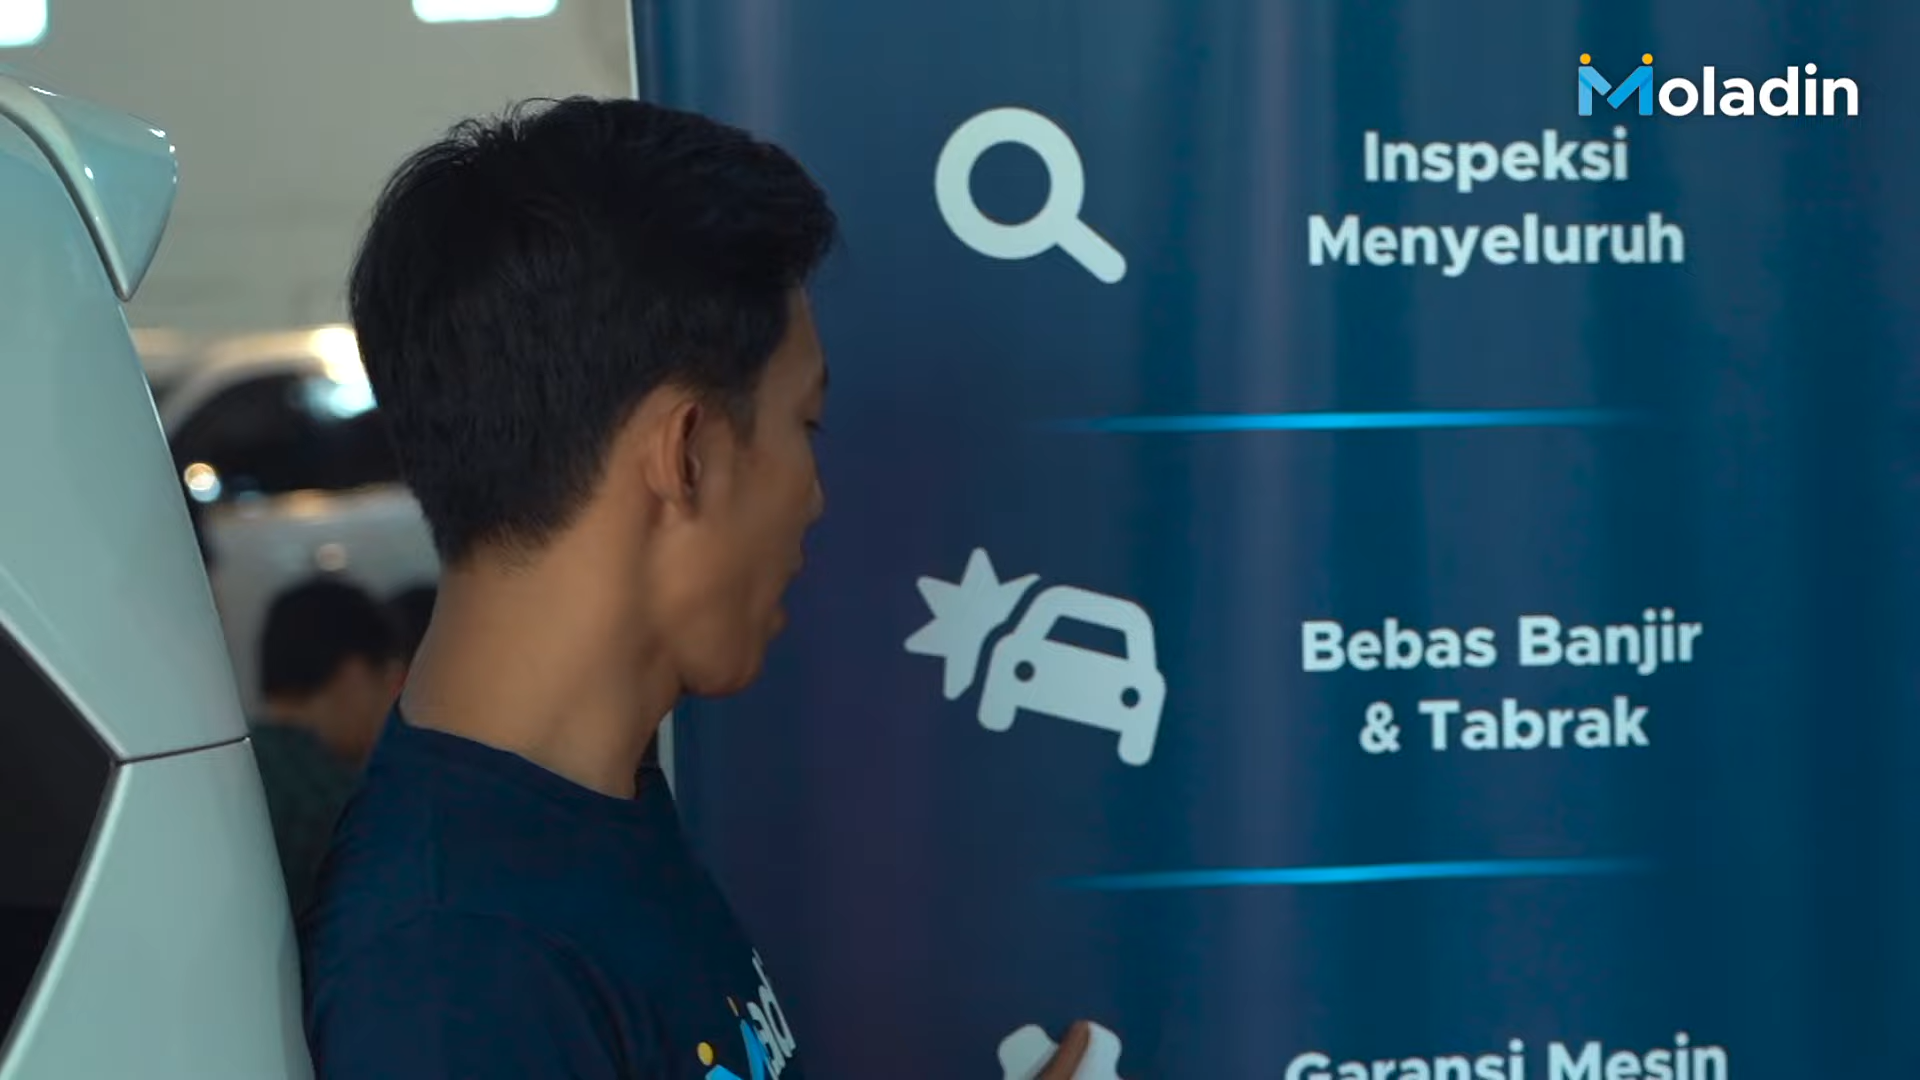 Moladin
Inspeksi
Menyeluruh
Bebas Banjir
& Tabrak
Garansi Mesin